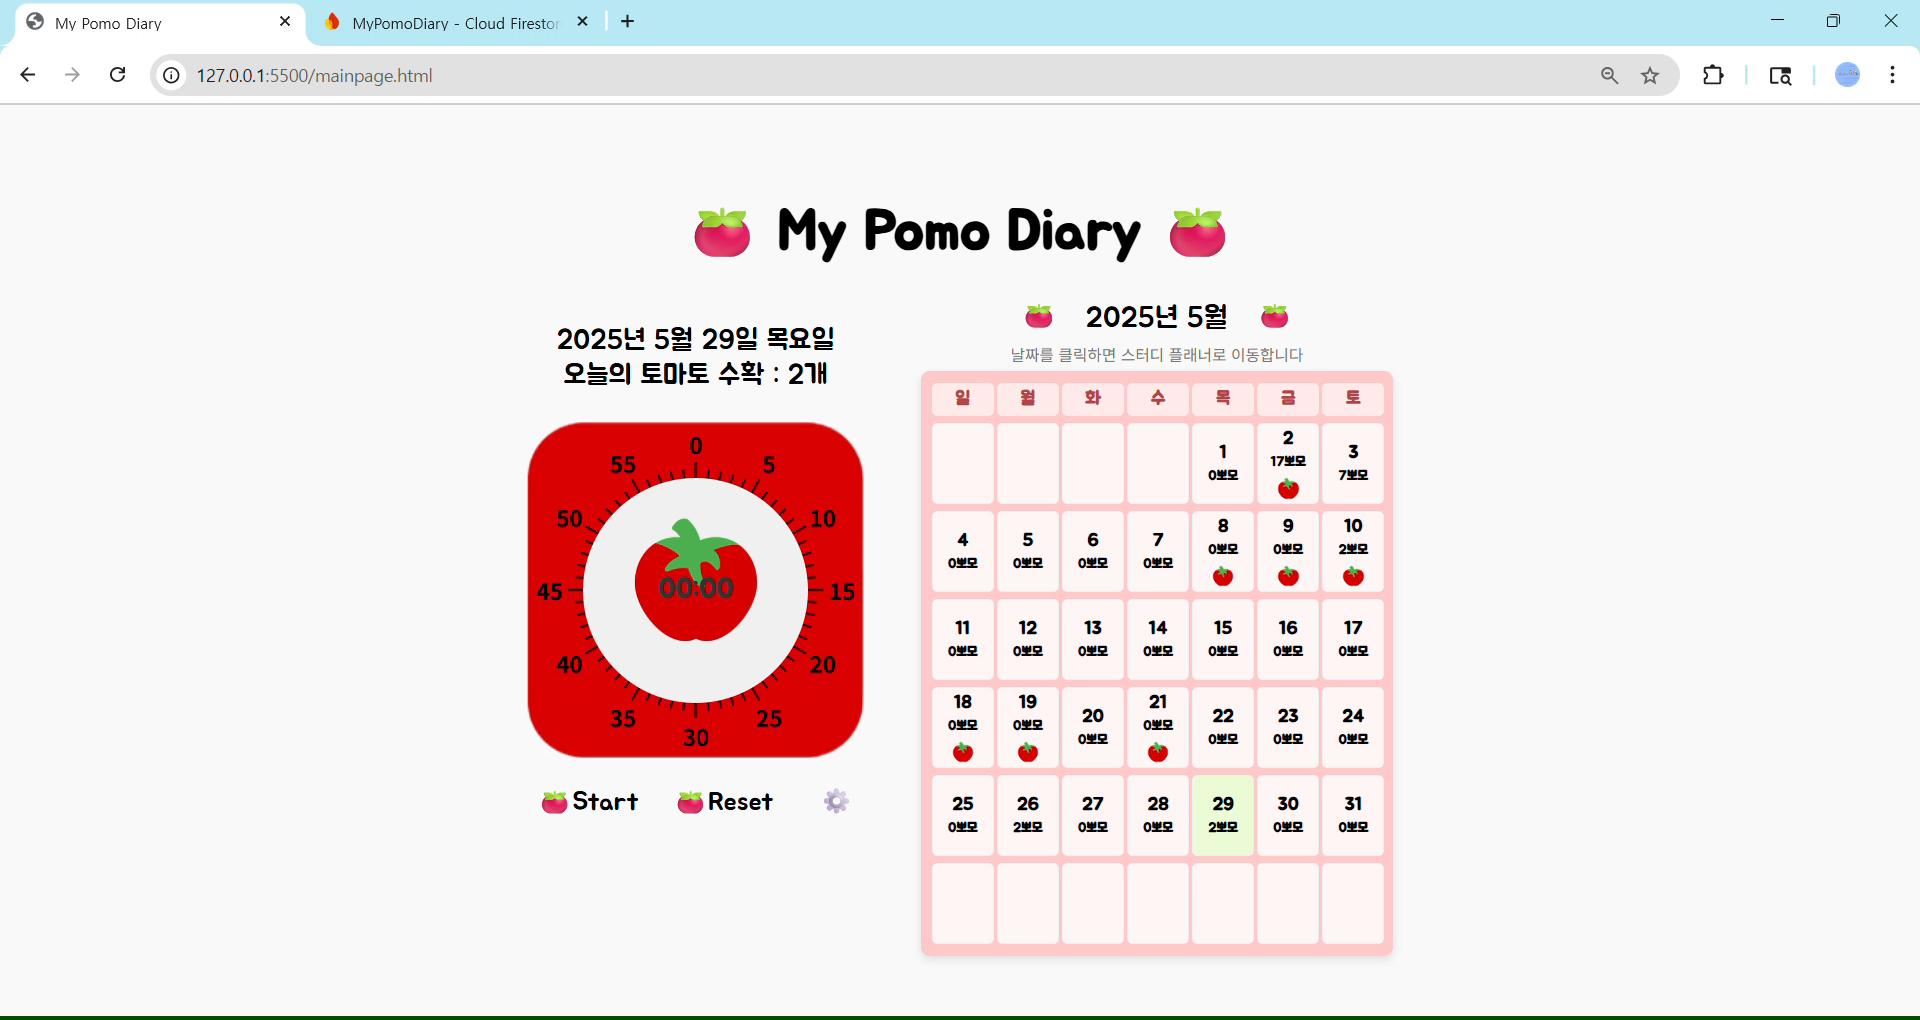 My Pomo Diary
MyPomoDiary - Cloud Firestor
127.0.0.1:5500/mainpage.html
My Pomo Diary
2025년 5월 29일 목요일
오늘의 토마토 수확 : 2개
0
5
10
15
20
25
30
35
40
45
50
55
00:00
Start
Reset
2025년 5월
날짜를 클릭하면 스터디 플래너로 이동합니다
일 월 화 수 목 금 토
1 2 3
0뽀모 17뽀모 7뽀모
4 5 6 7 8 9 10
0뽀모 0뽀모 0뽀모 0뽀모 0뽀모 0뽀모 2뽀모
11 12 13 14 15 16 17
0뽀모 0뽀모 0뽀모 0뽀모 0뽀모 0뽀모 0뽀모
18 19 20 21 22 23 24
0뽀모 0뽀모 0뽀모 0뽀모 0뽀모 0뽀모 0뽀모
25 26 27 28 29 30 31
0뽀모 2뽀모 0뽀모 0뽀모 2뽀모 0뽀모 0뽀모